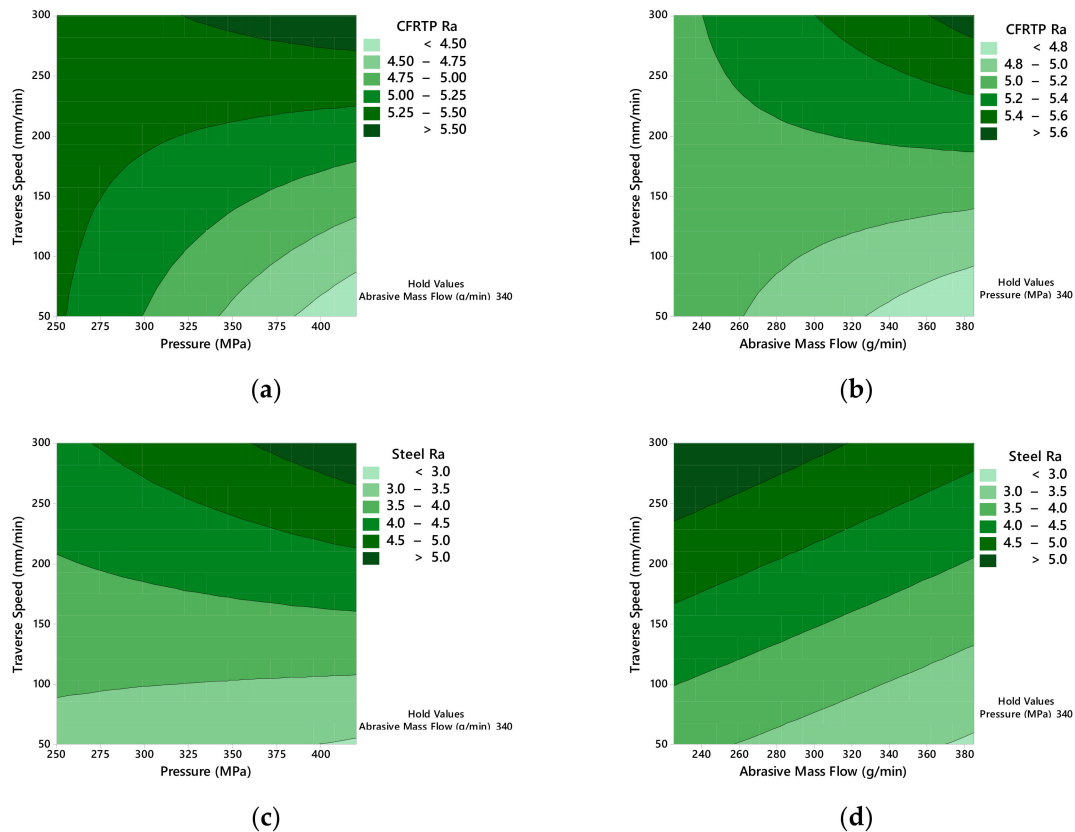 CFRTP Ra
< 4.50
4.50 – 4.75
4.75 – 5.00
5.00 – 5.25
5.25 – 5.50
> 5.50
Traverse Speed (mm/min)
300
250
200
150
100
50
250 275 300 325 350 375 400
Pressure (MPa)
Hold Values
Abrasive Mass Flow (g/min) 340
(a)
CFRTP Ra
< 4.8
4.8 – 5.0
5.0 – 5.2
5.2 – 5.4
5.4 – 5.6
> 5.6
Traverse Speed (mm/min)
300
250
200
150
100
50
240 260 280 300 320 340 360 380
Abrasive Mass Flow (g/min)
Hold Values
Pressure (MPa) 340
(b)
Steel Ra
< 3.0
3.0 – 3.5
3.5 – 4.0
4.0 – 4.5
4.5 – 5.0
> 5.0
Traverse Speed (mm/min)
300
250
200
150
100
50
250 275 300 325 350 375 400
Pressure (MPa)
Hold Values
Abrasive Mass Flow (g/min) 340
(c)
Steel Ra
< 3.0
3.0 – 3.5
3.5 – 4.0
4.0 – 4.5
4.5 – 5.0
> 5.0
Traverse Speed (mm/min)
300
250
200
150
100
50
240 260 280 300 320 340 360 380
Abrasive Mass Flow (g/min)
Hold Values
Pressure (MPa) 340
(d)